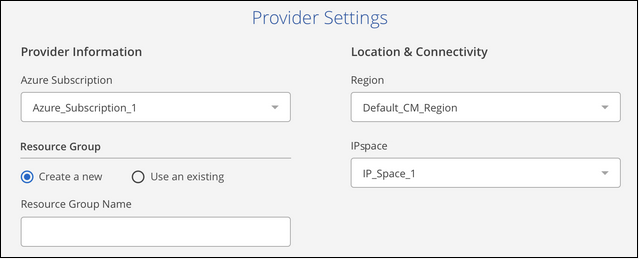 Provider Settings
Provider Information
Azure Subscription
Azure_Subscription_1
Resource Group
Create a new
Use an existing
Resource Group Name
Location & Connectivity
Region
Default_CM_Region
IPspace
IP_Space_1